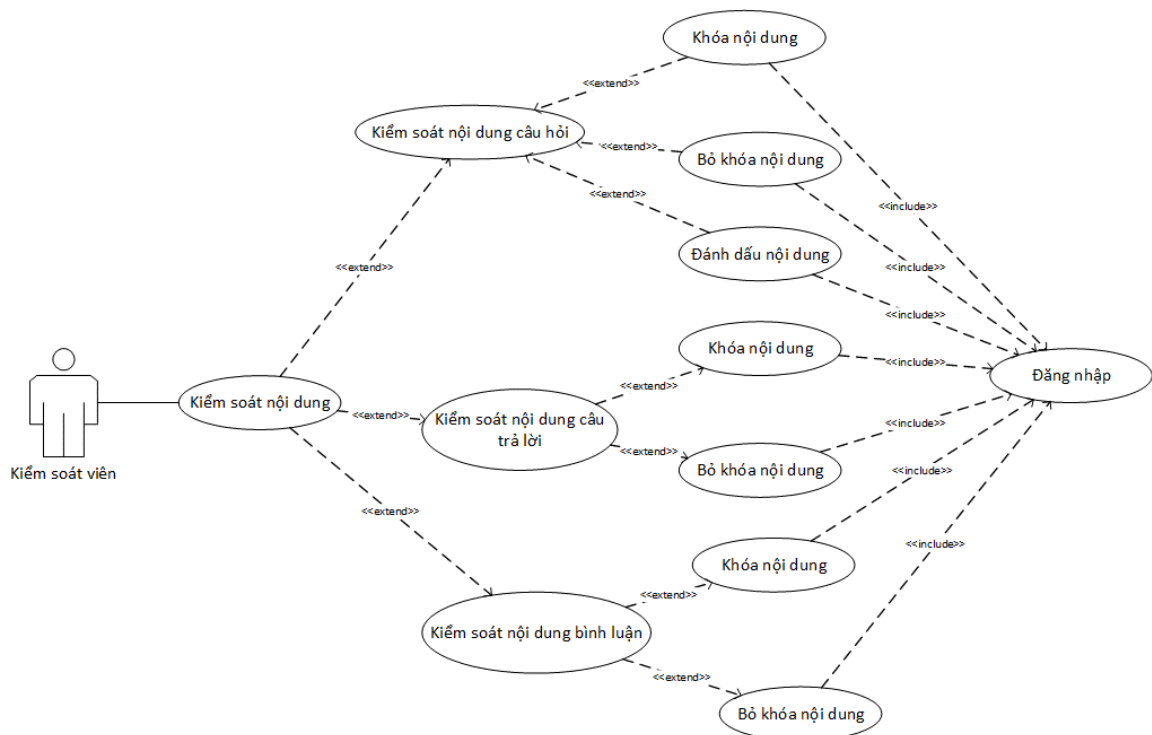 Khóa nội dung
<<extend>>
Kiểm soát nội dung câu hỏi
<<extend>>
Bỏ khóa nội dung
<<extend>>
<<include>>
Đánh dấu nội dung
<<include>>
<<extend>>
<<include>>
Khóa nội dung
<<include>>
Đăng nhập
<<extend>>
Kiểm soát nội dung
<<extend>>
Kiểm soát nội dung câu
trả lời
<<include>>
<<extend>>
Bỏ khóa nội dung
Kiểm soát viên
<<include>>
<<extend>>
<<include>>
Khóa nội dung
<<extend>>
Kiểm soát nội dung bình luận
<<extend>>
Bỏ khóa nội dung